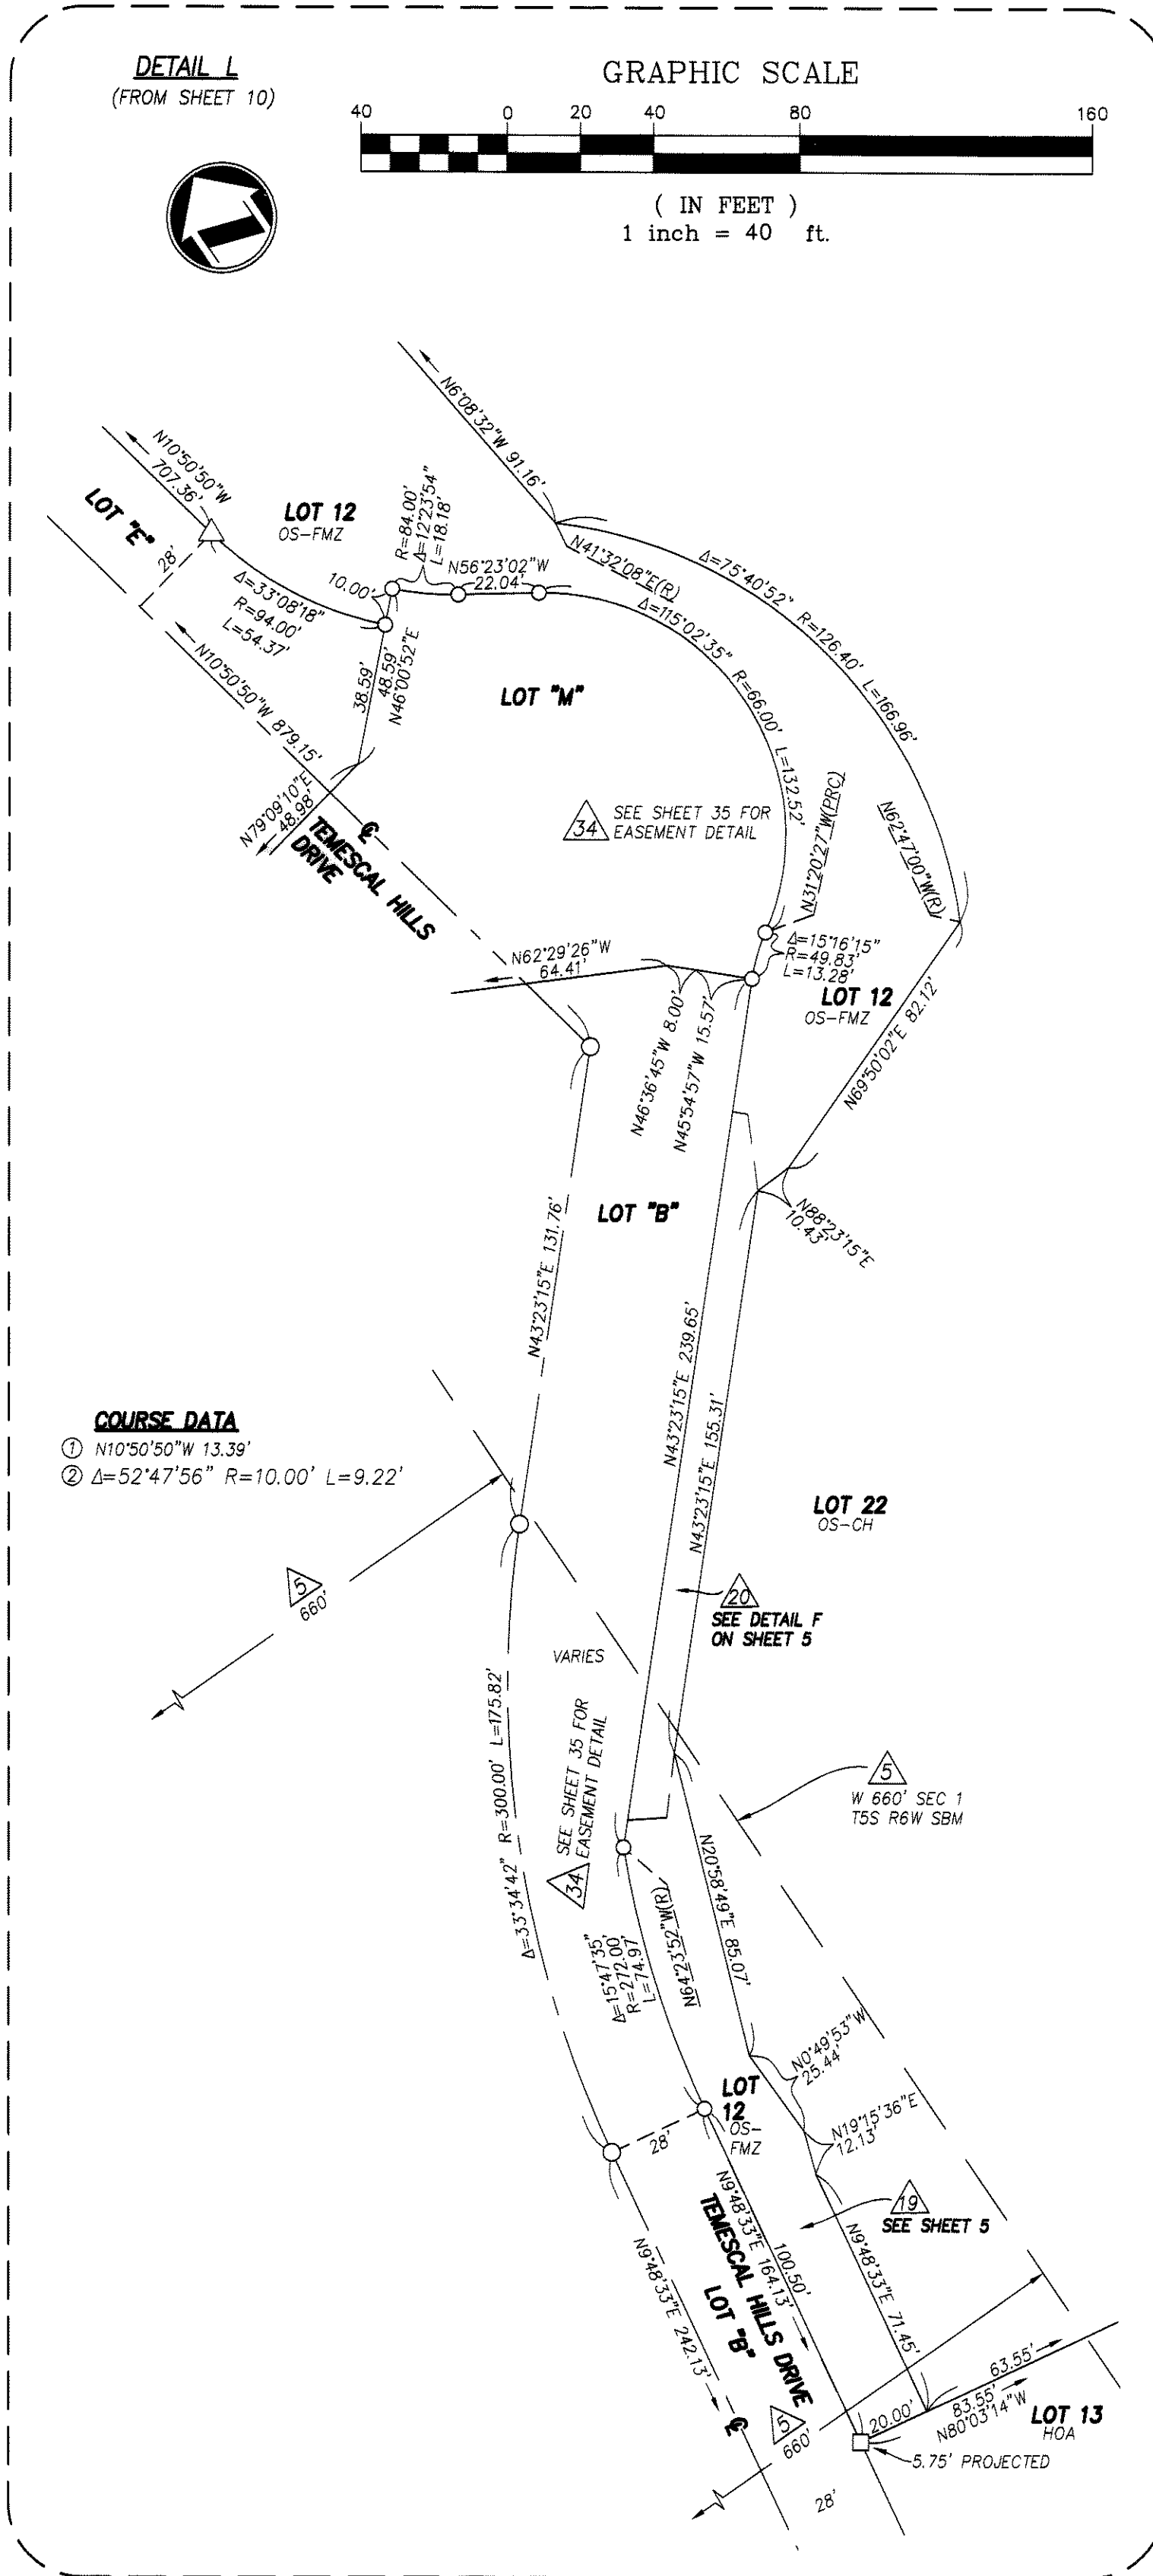 DETAIL L
(FROM SHEET 10)
GRAPHIC SCALE
40 0 20 40 80 160
( IN FEET )
1 inch = 40 ft.
N6°08'32"W 91.16'
N10°50'50"W
707.36'
LOT "E"
28'
LOT 12
OS-FMZ
Δ=33°08'18"
R=94.00'
L=54.37'
10.00'
R=84.00'
Δ=12°23'54"
L=18.18'
N56°23'02"W
22.04'
N41°32'08"E(R)
Δ=75°40'52" R=126.40' L=166.96'
Δ=115°02'35" R=66.00' L=132.52'
N10°50'50"W 879.15'
38.59'
48.59'
N46°00'52"E
LOT "M"
N79°09'10"E
48.98'
℄
TEMESCAL HILLS
DRIVE
34
SEE SHEET 35 FOR
EASEMENT DETAIL
N31°20'27"W(PRC)
N62°47'00"W(R)
Δ=15°16'15"
R=49.83'
L=13.28'
LOT 12
OS-FMZ
N62°29'26"W
64.41'
N46°36'45"W 8.00'
N45°54'57"W 15.57'
N69°50'02"E 82.12'
N88°23'15"E
10.43'
N43°23'15"E 131.76'
LOT "B"
N43°23'15"E 239.65'
N43°23'15"E 155.31'
COURSE DATA
① N10°50'50"W 13.39'
② Δ=52°47'56" R=10.00' L=9.22'
LOT 22
OS-CH
5
660'
20
SEE DETAIL F
ON SHEET 5
VARIES
34
SEE SHEET 35 FOR
EASEMENT DETAIL
Δ=33°34'42" R=300.00' L=175.82'
5
W 660' SEC 1
T5S R6W SBM
Δ=15°47'35"
R=272.00'
L=74.97'
N64°23'52"W(R)
N20°58'49"E 85.07'
N0°49'53"W
25.44'
N19°15'36"E
12.13'
LOT
12
OS-
FMZ
28'
19
SEE SHEET 5
N9°48'33"E 242.13'
TEMESCAL HILLS DRIVE
LOT "B"
N9°48'33"E 164.13'
100.50'
N9°48'33"E 71.45'
℄
5
660'
20.00'
63.55'
83.55'
N80°03'14"W
LOT 13
HOA
5.75' PROJECTED
28'